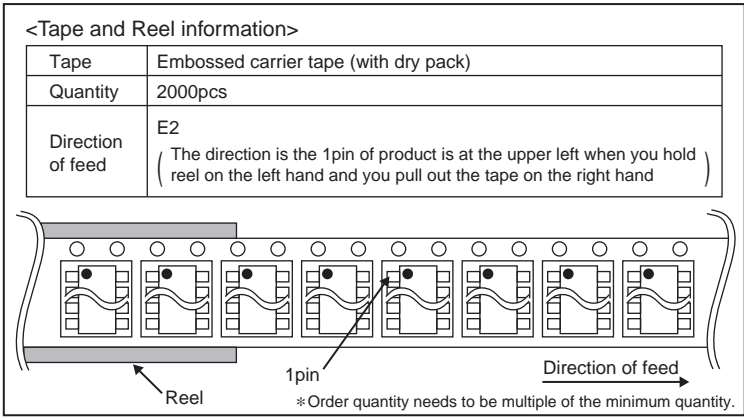 <Tape and Reel information>
Tape Embossed carrier tape (with dry pack)
Quantity 2000pcs
Direction of feed E2
( The direction is the 1pin of product is at the upper left when you hold
reel on the left hand and you pull out the tape on the right hand )
Reel
1pin
Direction of feed
*Order quantity needs to be multiple of the minimum quantity.